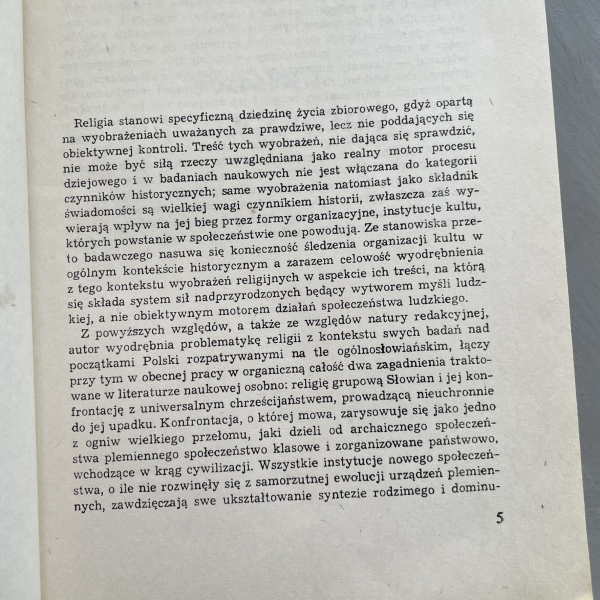 Religia stanowi specyficzną dziedzinę życia zbiorowego, gdyż opartą
na wyobrażeniach uważanych za prawdziwe, lecz nie poddających się
obiektywnej kontroli. Treść tych wyobrażeń, nie dająca się sprawdzić,
nie może być siłą rzeczy uwzględniana jako realny motor procesu
dziejowego i w badaniach naukowych nie jest włączana do kategorii
czynników historycznych; same wyobrażenia natomiast jako składnik
świadomości są wielkiej wagi czynnikiem historii, zwłaszcza zaś wy-
wierają wpływ na jej bieg przez formy organizacyjne, instytucje kultu,
których powstanie w społeczeństwie one powodują. Ze stanowiska prze-
to badawczego nasuwa się konieczność śledzenia organizacji kultu w
ogólnym kontekście historycznym a zarazem celowość wyodrębnienia
z tego kontekstu wyobrażeń religijnych w aspekcie ich treści, na którą
się składa system sił nadprzyrodzonych będący wytworem myśli ludz-
kiej, a nie obiektywnym motorem działań społeczeństwa ludzkiego.
Z powyższych względów, a także ze względów natury redakcyjnej,
autor wyodrębnia problematykę religii z kontekstu swych badań nad
początkami Polski rozpatrywanymi na tle ogólnosłowiańskim, łączy
przy tym w obecnej pracy w organiczną całość dwa zagadnienia trakto-
wane w literaturze naukowej osobno: religię grupową Słowian i jej kon-
frontację z uniwersalnym chrześcijaństwem, prowadzącą nieuchronnie
do jej upadku. Konfrontacja, o której mowa, zarysowuje się jako jedno
z ogniw wielkiego przełomu, jaki dzieli od archaicznego społeczeń-
stwa plemiennego społeczeństwo klasowe i zorganizowane państwowo,
wchodzące w krąg cywilizacji. Wszystkie instytucje nowego społeczeń-
stwa, o ile nie rozwinęły się z samorzutnej ewolucji urządzeń plemien-
nych, zawdzięczają swe ukształtowanie syntezie rodzimego i dominu-
5